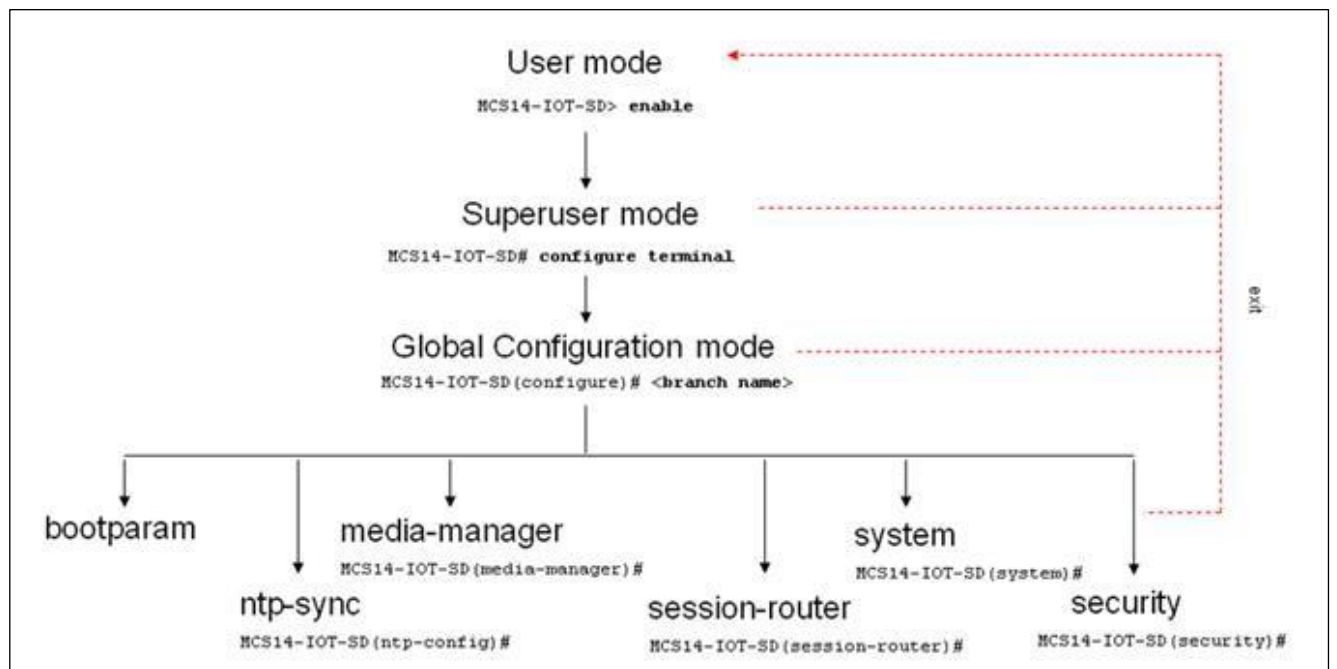 User mode
MCS14-IOT-SD> enable
Superuser mode
MCS14-IOT-SD# configure terminal
exit
Global Configuration mode
MCS14-IOT-SD(configure)# <branch name>
bootparam
media-manager
MCS14-IOT-SD(media-manager)#
system
MCS14-IOT-SD(system)#
ntp-sync
MCS14-IOT-SD(ntp-config)#
session-router
MCS14-IOT-SD(session-router)#
security
MCS14-IOT-SD(security)#